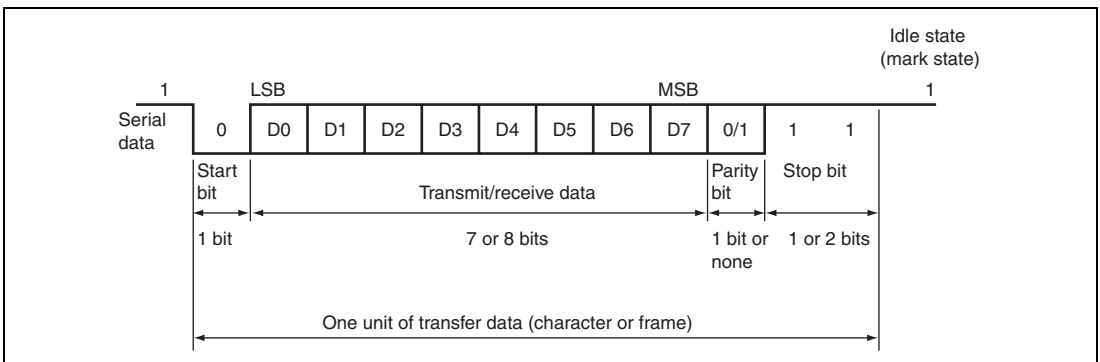 Idle state
(mark state)
1 LSB MSB 1
Serial
data
0 D0 D1 D2 D3 D4 D5 D6 D7 0/1 1 1
Start
bit
Transmit/receive data
Parity
bit
Stop bit
1 bit 7 or 8 bits 1 bit or
none
1 or 2 bits
One unit of transfer data (character or frame)